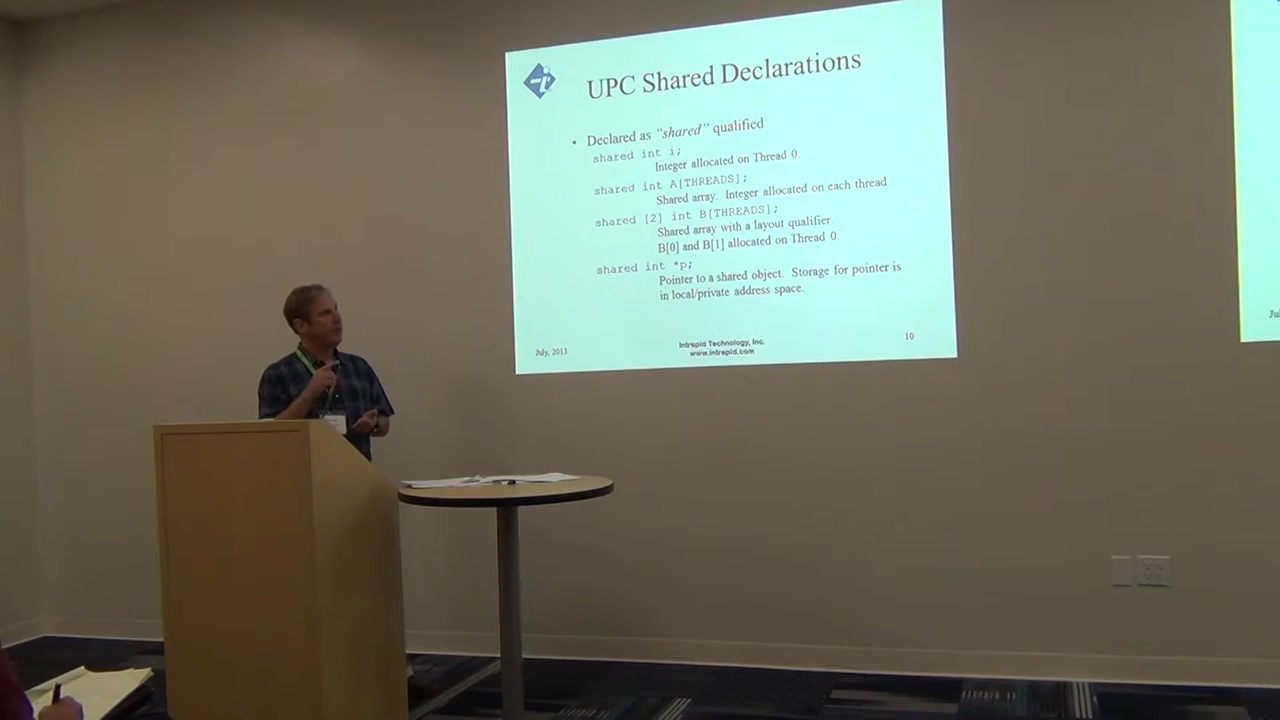 UPC Shared Declarations
• Declared as "shared" qualified
shared int i;
Integer allocated on Thread 0.
shared int A[THREADS];
Shared array. Integer allocated on each thread.
shared [2] int B[THREADS];
Shared array with a layout qualifier.
B[0] and B[1] allocated on Thread 0.
shared int *p;
Pointer to a shared object. Storage for pointer is
in local/private address space.
July, 2013
Intrepid Technology, Inc.
www.intrepid.com
10